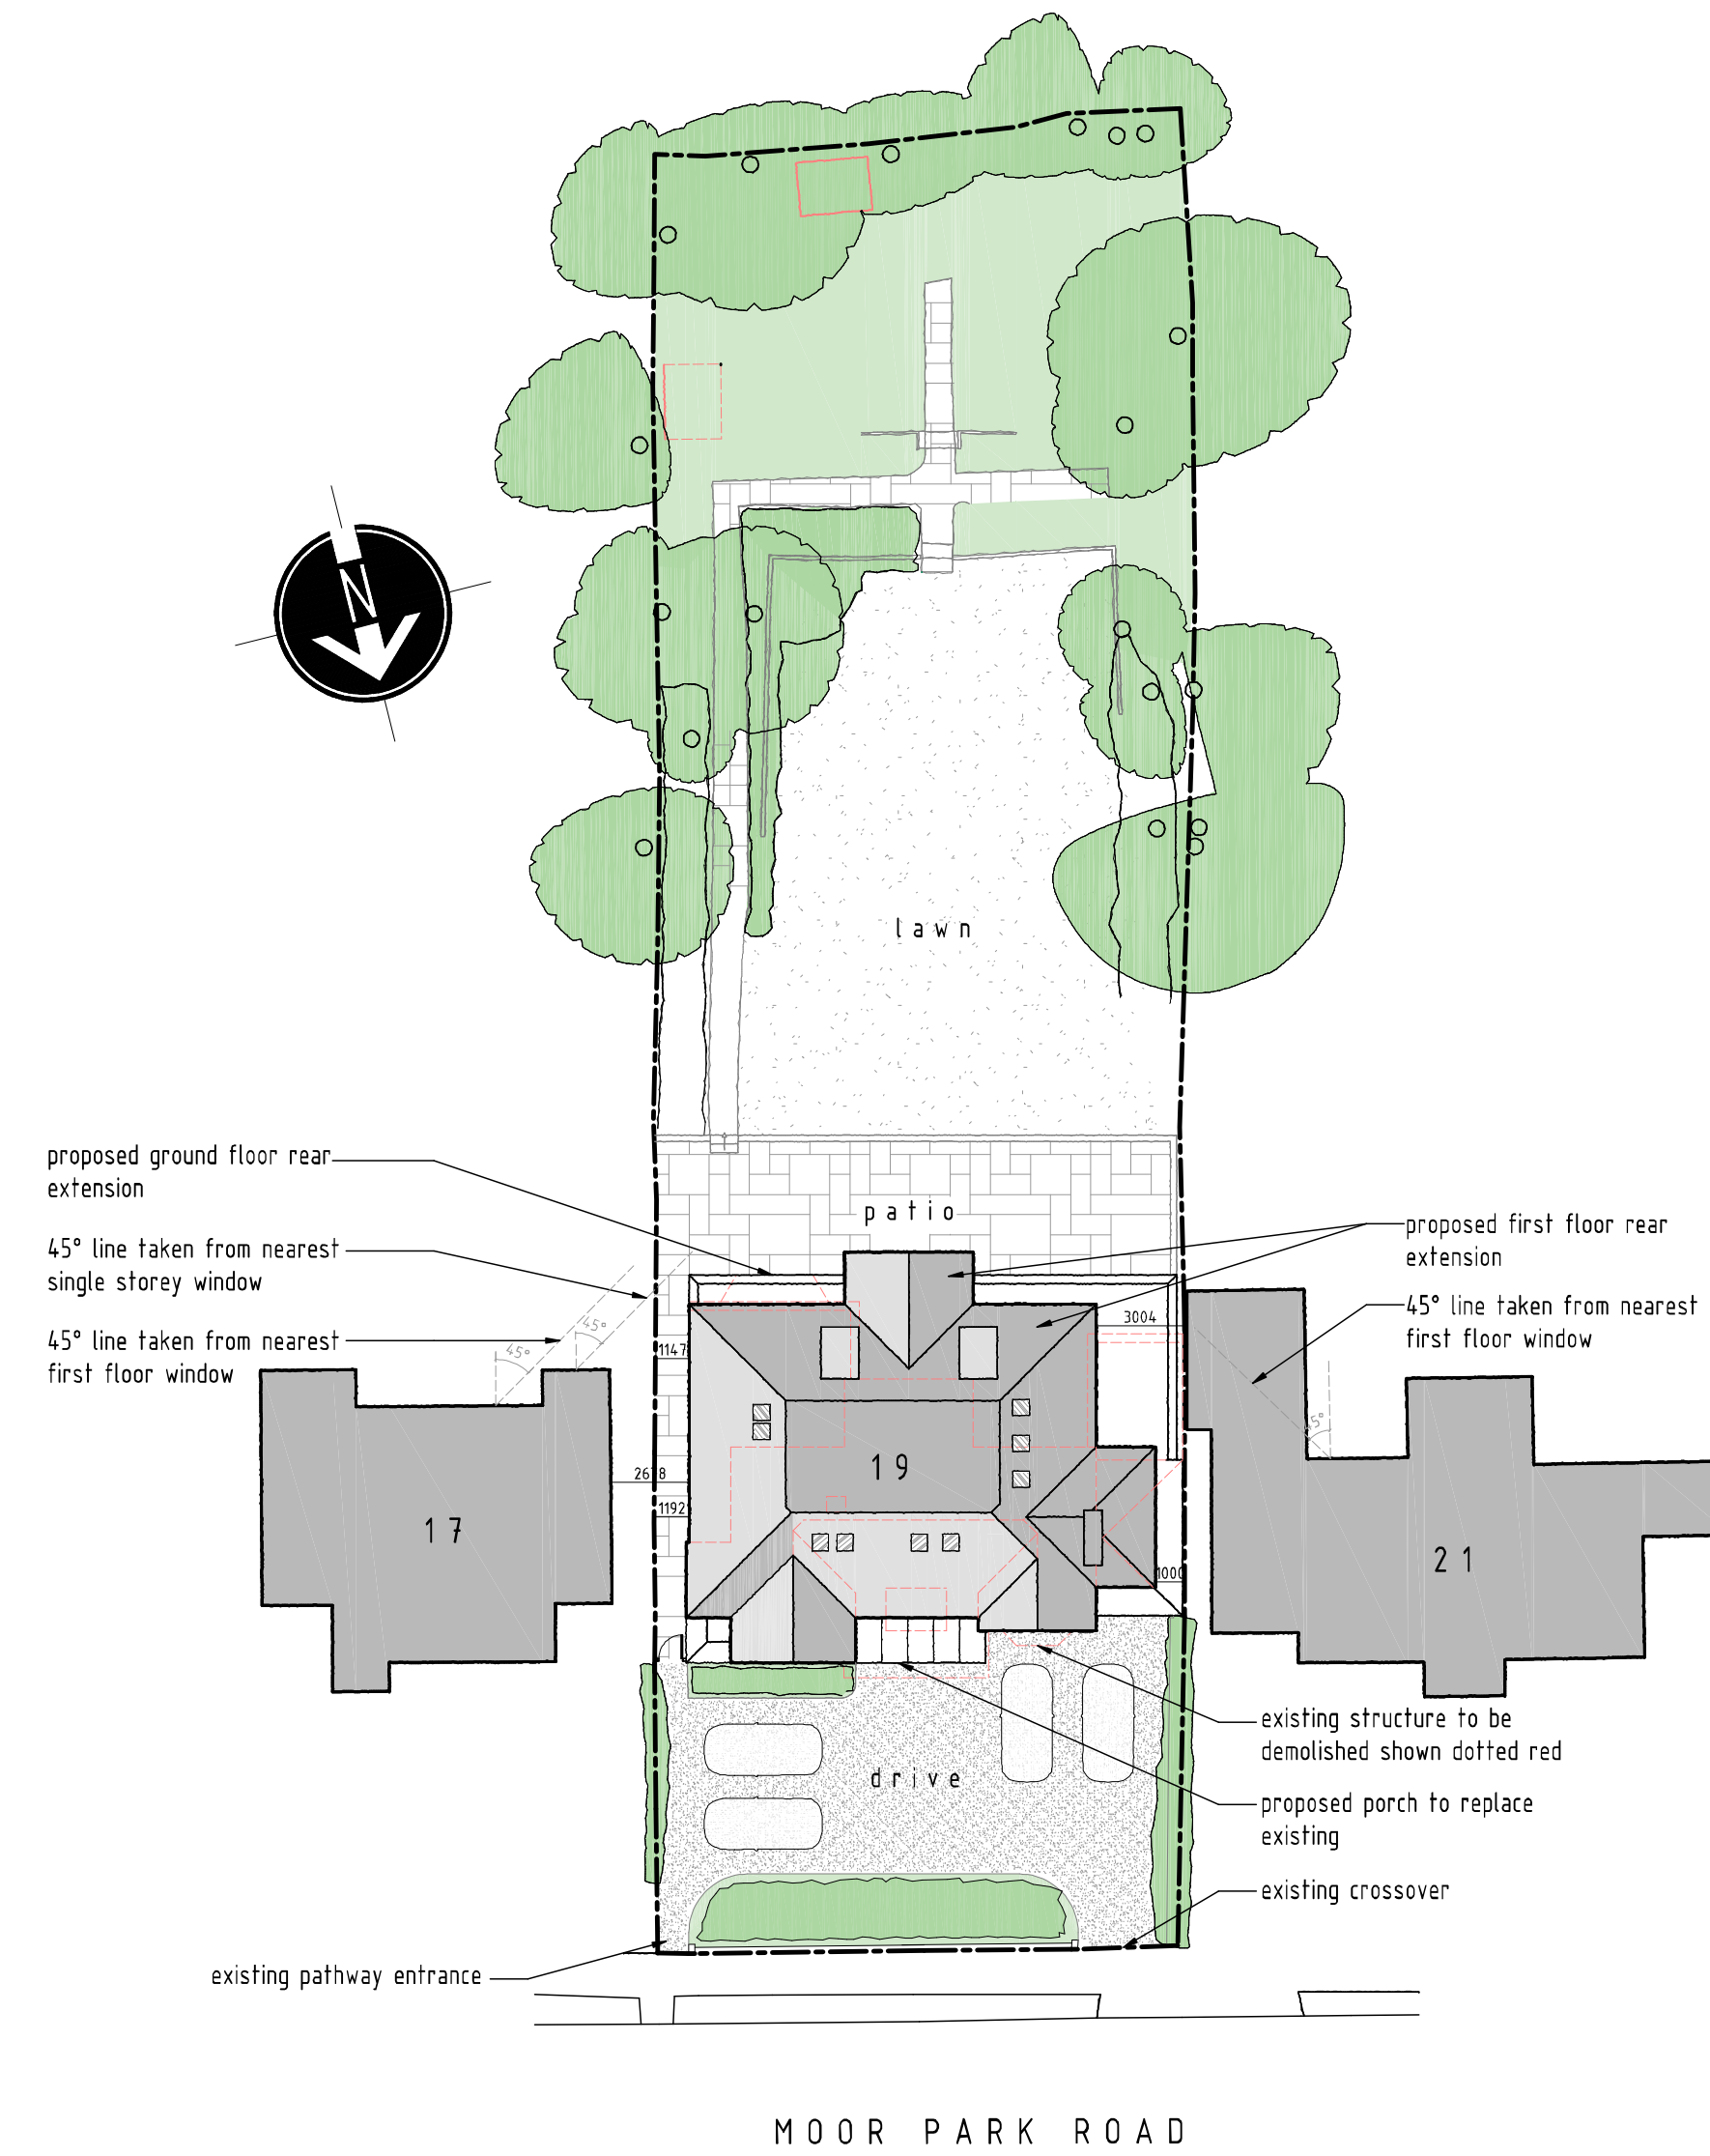 N
lawn
proposed ground floor rear
extension
patio
proposed first floor rear
extension
45° line taken from nearest
single storey window
45° line taken from nearest
first floor window
3004
45° line taken from nearest
first floor window
45°
45°
1147
45°
19
2678
1192
17
21
1000
existing structure to be
demolished shown dotted red
drive
proposed porch to replace
existing
existing crossover
existing pathway entrance
MOOR PARK ROAD